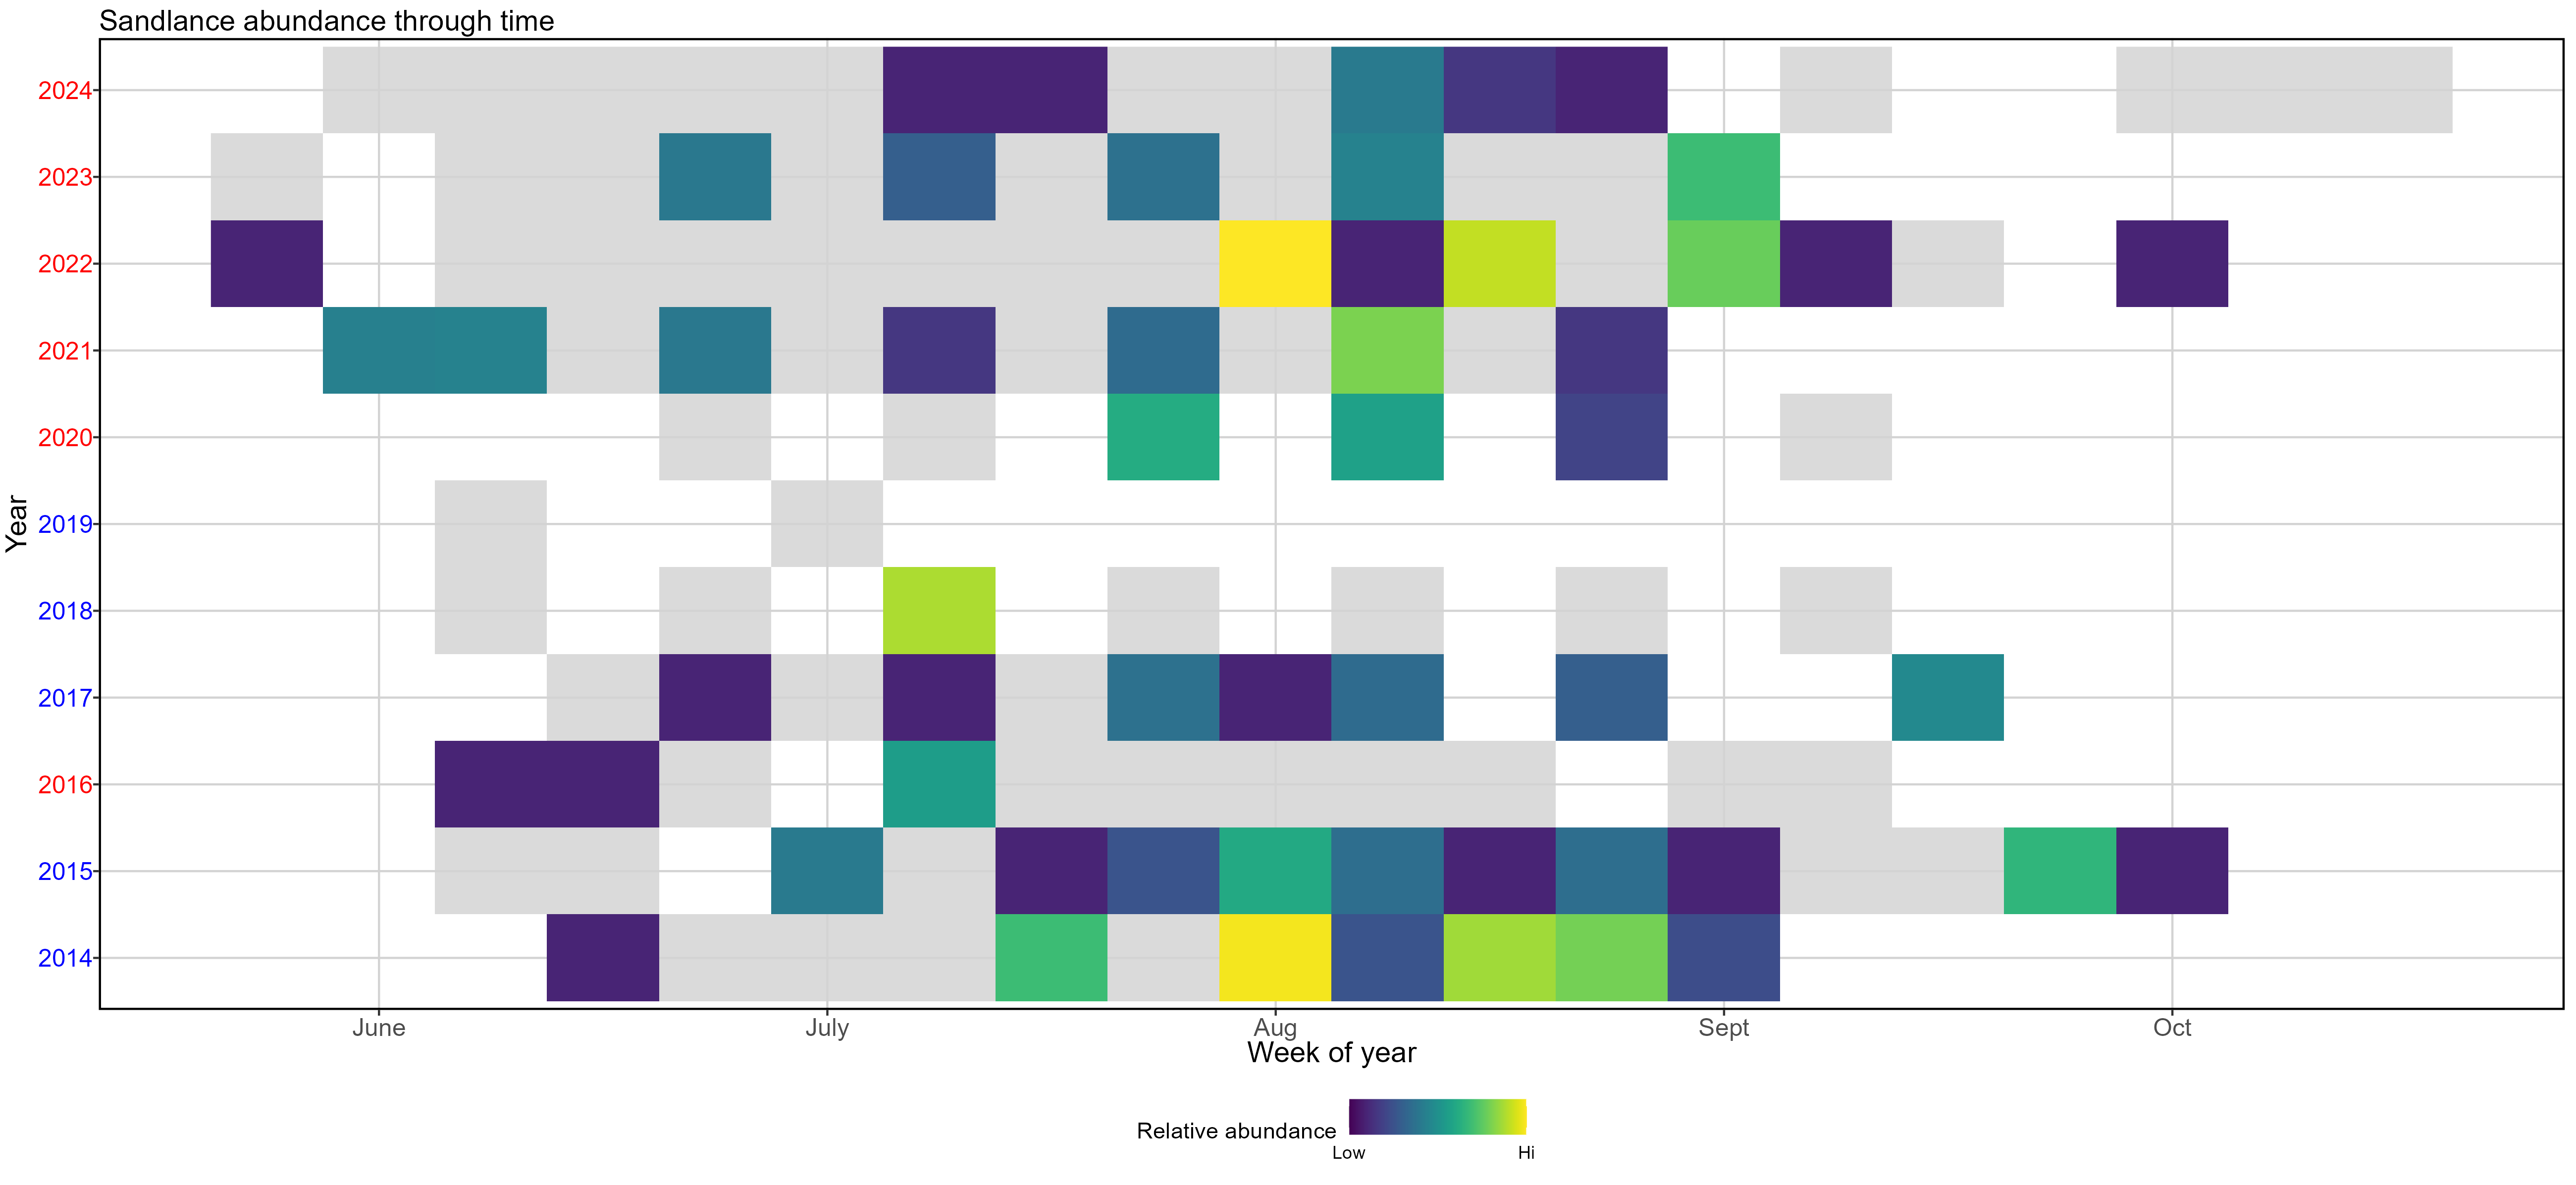 Sandlance abundance through time
2024
2023
2022
2021
2020
2019
2018
2017
2016
2015
2014
Year
June July Aug Sept Oct
Week of year
Relative abundance
Low Hi